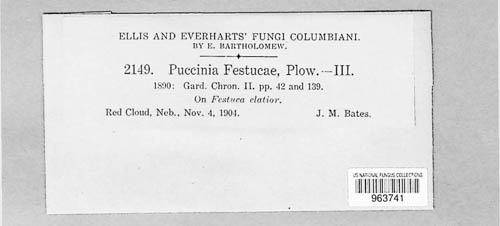 ELLIS AND EVERHARTS' FUNGI COLUMBIANI.
BY E. BARTHOLOMEW.
2149. Puccinia Festucae, Plow.—III.
1890: Gard. Chron. II. pp. 42 and 139.
On Festuca elatior.
Red Cloud, Neb., Nov. 4, 1904. J. M. Bates.
US NATIONAL FUNGUS COLLECTIONS
963741